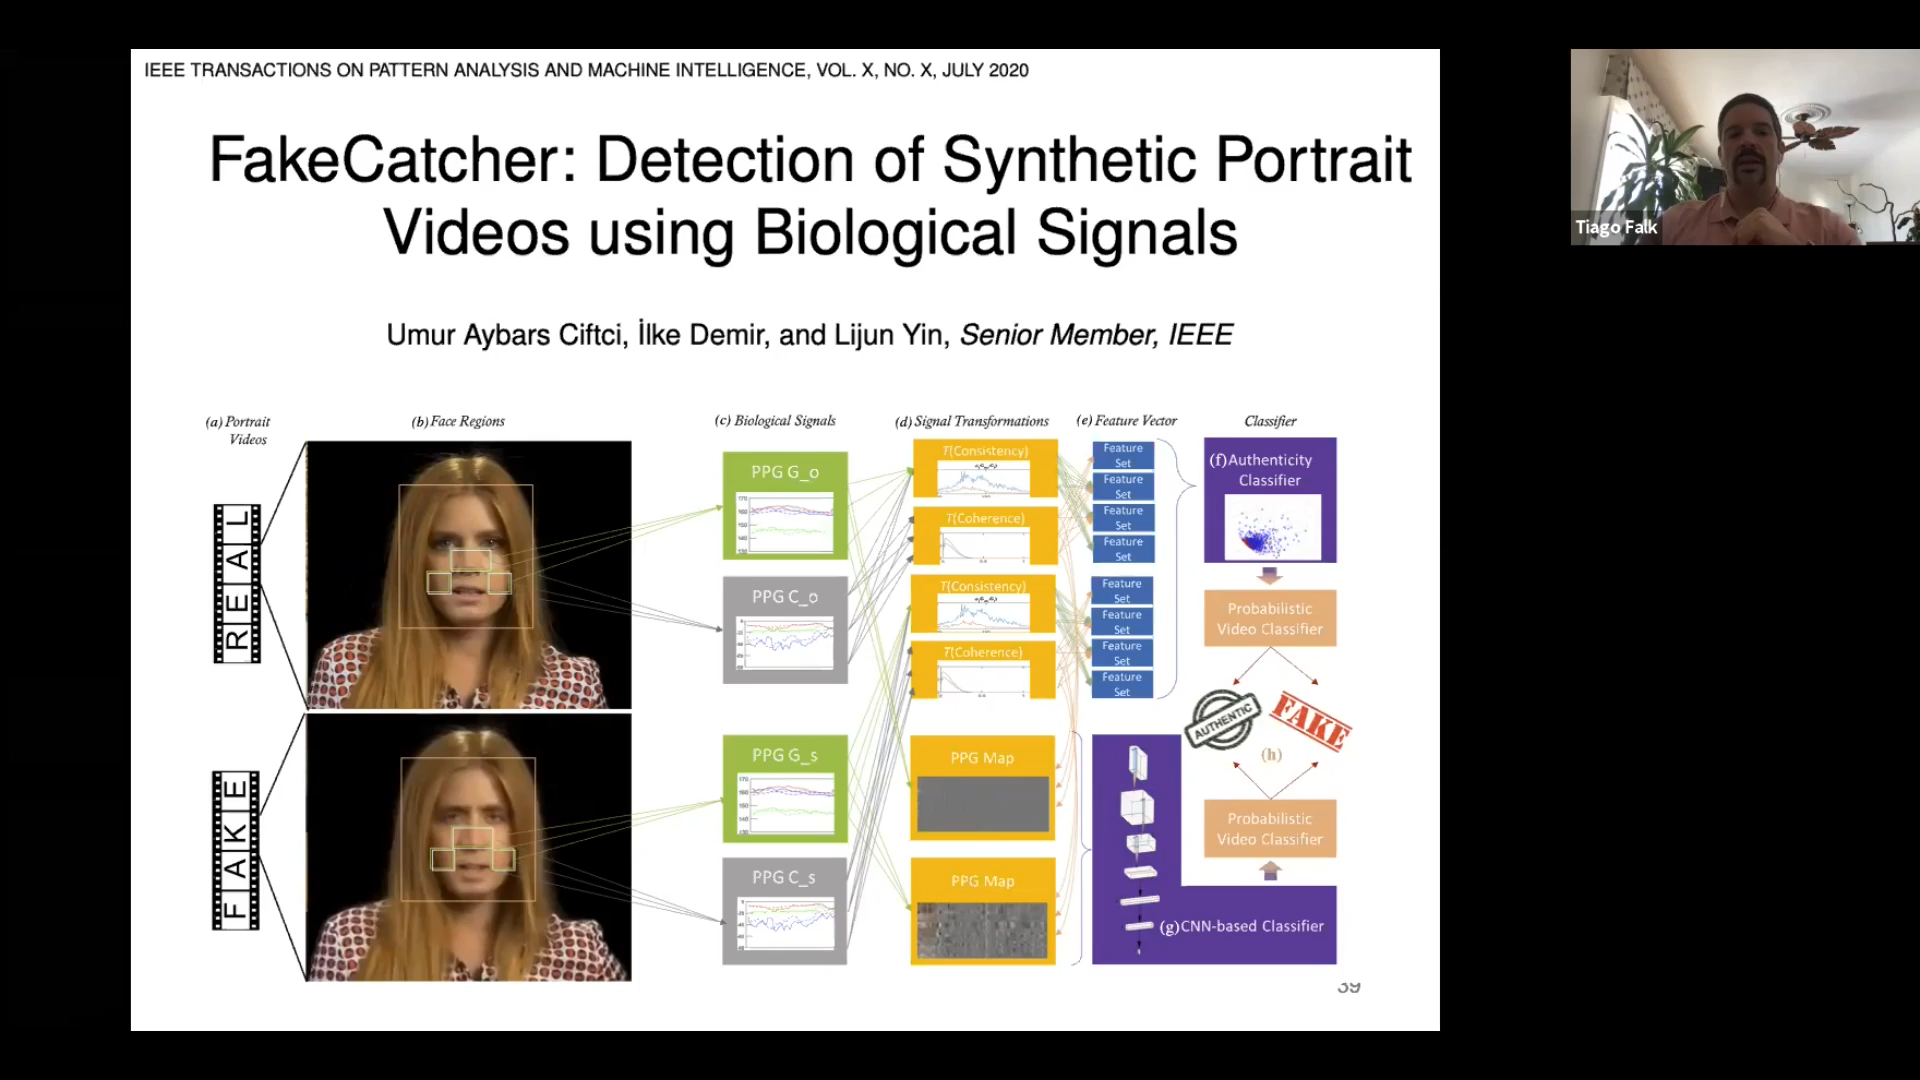 IEEE TRANSACTIONS ON PATTERN ANALYSIS AND MACHINE INTELLIGENCE, VOL. X, NO. X, JULY 2020
FakeCatcher: Detection of Synthetic Portrait
Videos using Biological Signals
Umur Aybars Ciftci, İlke Demir, and Lijun Yin, Senior Member, IEEE
Tiago Falk
(a) Portrait
Videos
(b) Face Regions
(c) Biological Signals
(d) Signal Transformations
(e) Feature Vector
Classifier
REAL
FAKE
PPG G_o
PPG C_o
PPG G_s
PPG C_s
T(Consistency)
T(Coherence)
T(Consistency)
T(Coherence)
PPG Map
PPG Map
Feature
Set
Feature
Set
Feature
Set
Feature
Set
Feature
Set
Feature
Set
Feature
Set
Feature
Set
(f)Authenticity
Classifier
Probabilistic
Video Classifier
AUTHENTIC
FAKE
(h)
Probabilistic
Video Classifier
(g)CNN-based Classifier
39